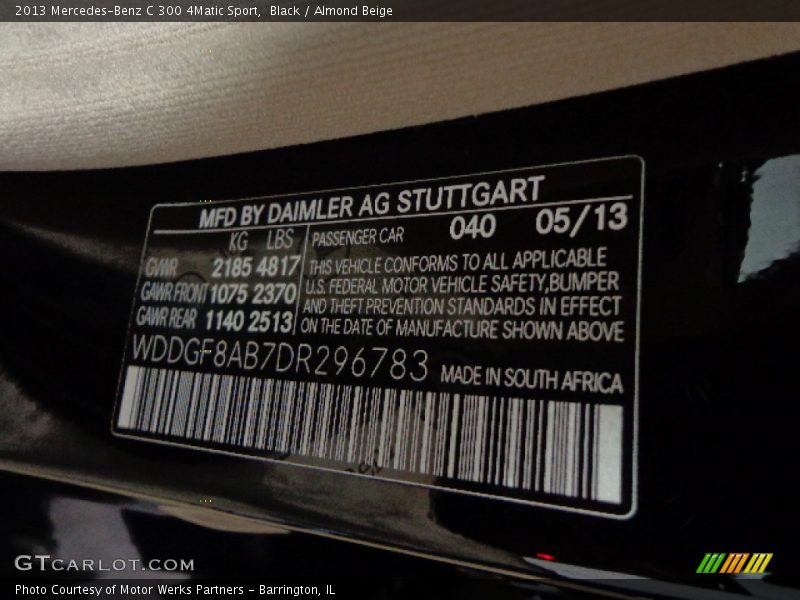 2013 Mercedes-Benz C 300 4Matic Sport, Black / Almond Beige
MFD BY DAIMLER AG STUTTGART
KG LBS PASSENGER CAR 040 05/13
GWR 2185 4817 THIS VEHICLE CONFORMS TO ALL APPLICABLE
GAWR FRONT 1075 2370 U.S. FEDERAL MOTOR VEHICLE SAFETY,BUMPER
GAWR REAR 1140 2513 AND THEFT PREVENTION STANDARDS IN EFFECT
ON THE DATE OF MANUFACTURE SHOWN ABOVE
WDDGF8AB7DR296783 MADE IN SOUTH AFRICA
GTCARLOT.COM
Photo Courtesy of Motor Werks Partners - Barrington, IL